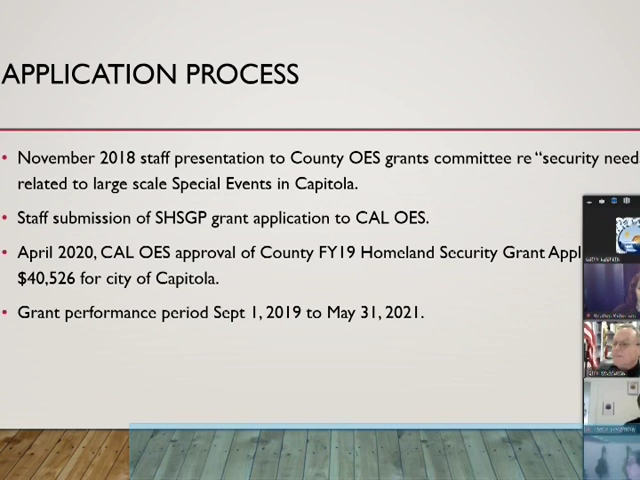 APPLICATION PROCESS
• November 2018 staff presentation to County OES grants committee re “security need
related to large scale Special Events in Capitola.
• Staff submission of SHSGP grant application to CAL OES.
• April 2020, CAL OES approval of County FY19 Homeland Security Grant Appl
$40,526 for city of Capitola.
• Grant performance period Sept 1, 2019 to May 31, 2021.